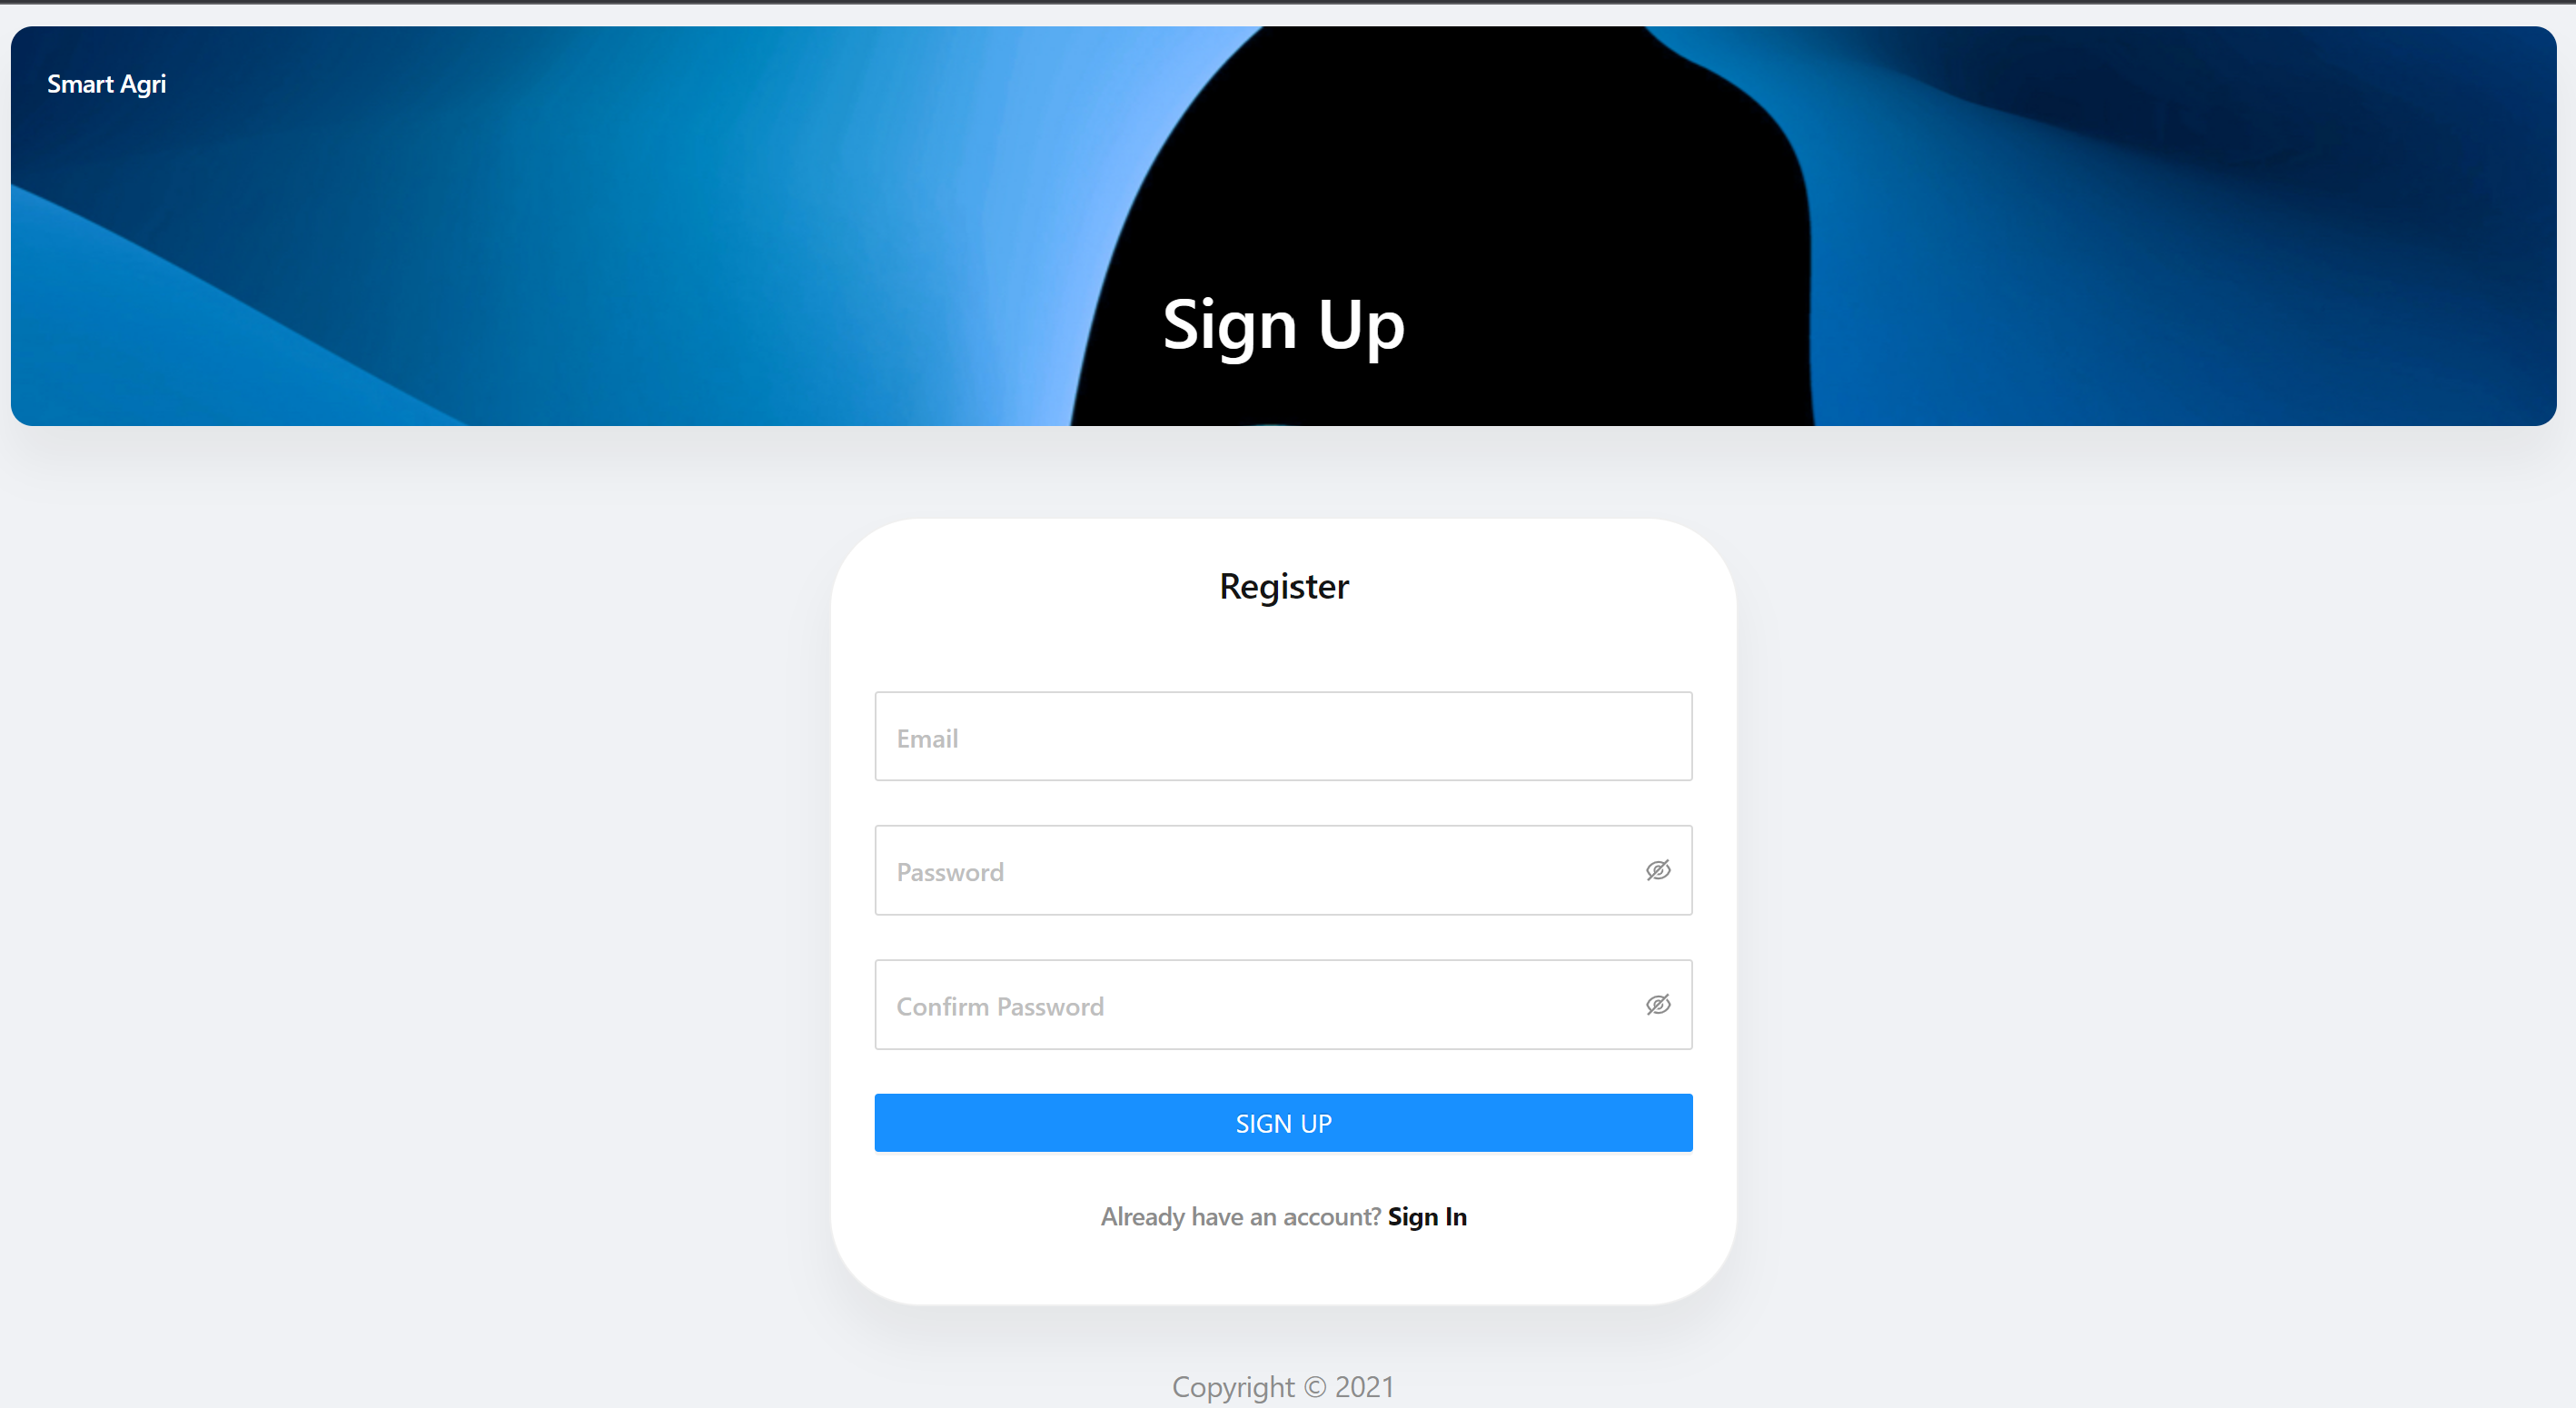 Smart Agri
Sign Up
Register
Email
Password
Confirm Password
SIGN UP
Already have an account? Sign In
Copyright © 2021